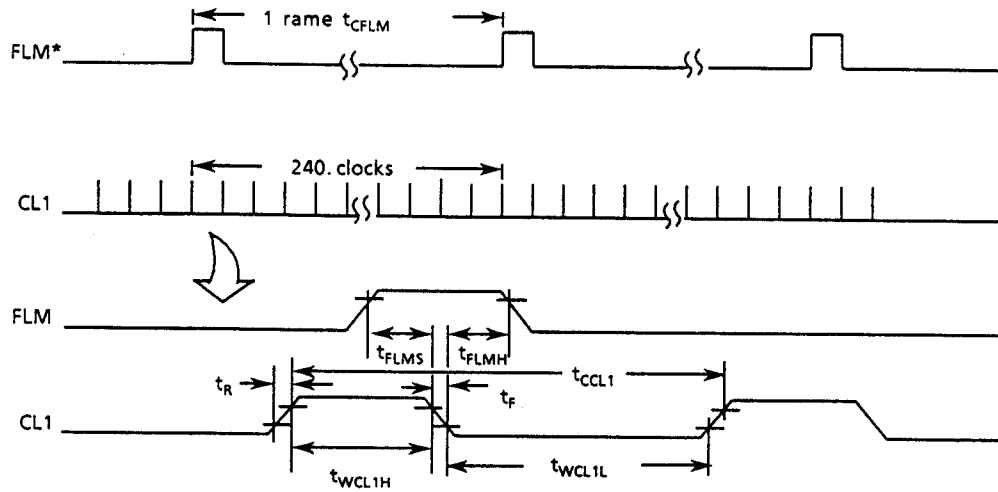 1 rame tCFLM
FLM*
240. clocks
CL1
FLM
tFLMS
tFLMH
tR
tCCL1
tF
CL1
tWCL1H
tWCL1L